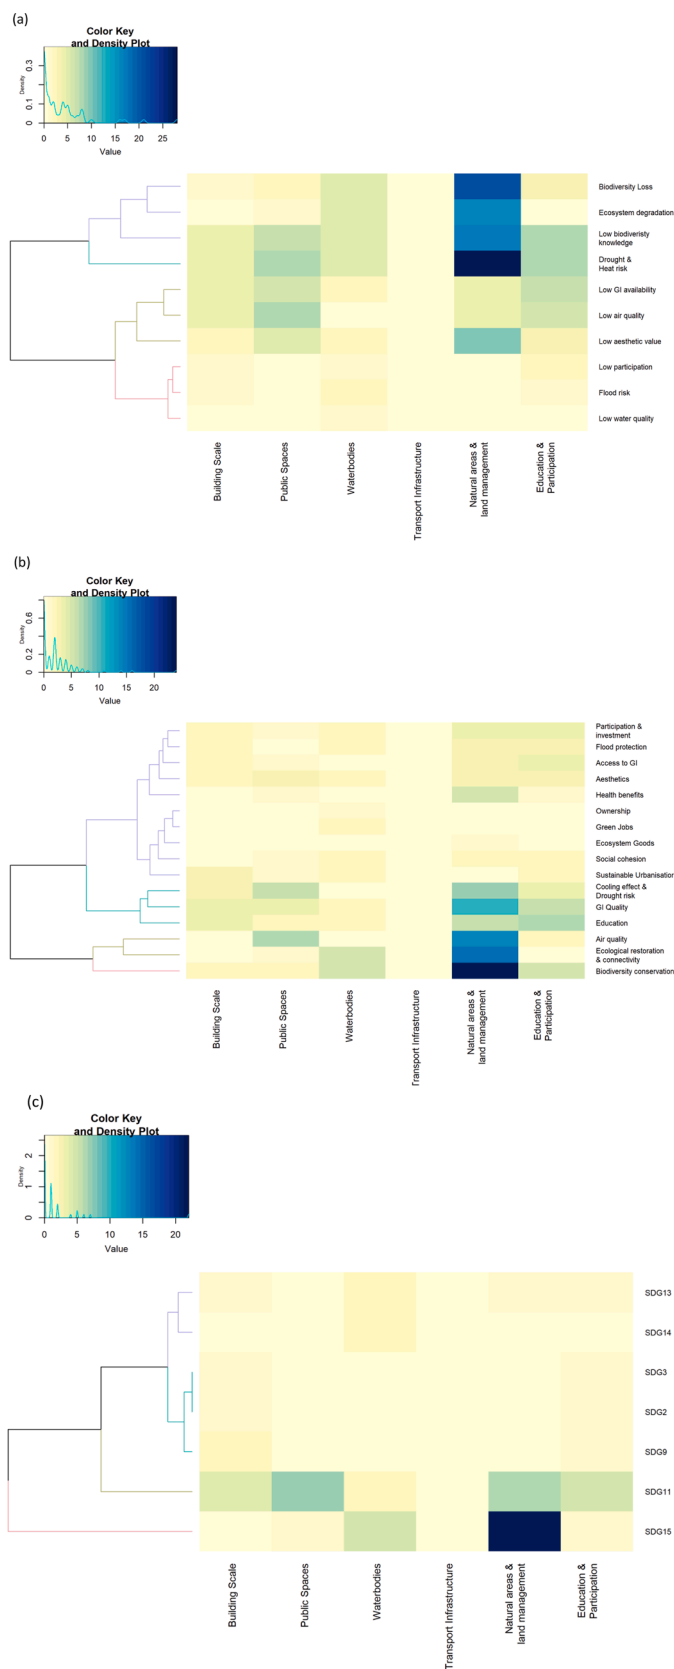 (a)
Color Key
and Density Plot
Density
0.1
0.3
0
5
10
15
20
25
Value
Biodiversity Loss
Ecosystem degradation
Low biodiveristy
knowledge
Drought &
Heat risk
Low GI availability
Low air quality
Low aesthetic value
Low participation
Flood risk
Low water quality
Building Scale
Public Spaces
Waterbodies
Transport Infrastructure
Natural areas &
land management
Education &
Participation
(b)
Color Key
and Density Plot
Density
0
0.2
0.6
0
5
10
15
20
Value
Participation &
investment
Flood protection
Access to GI
Aesthetics
Health benefits
Ownership
Green Jobs
Ecosystem Goods
Social cohesion
Sustainable Urbanisation
Cooling effect &
Drought risk
GI Quality
Education
Air quality
Ecological restoration
& connectivity
Biodiversity conservation
Building Scale
Public Spaces
Waterbodies
Transport Infrastructure
Natural areas &
land management
Education &
Participation
(c)
Color Key
and Density Plot
Density
0
1
2
0
5
10
15
20
Value
SDG13
SDG14
SDG3
SDG2
SDG9
SDG11
SDG15
Building Scale
Public Spaces
Waterbodies
Transport Infrastructure
Natural areas &
land management
Education &
Participation